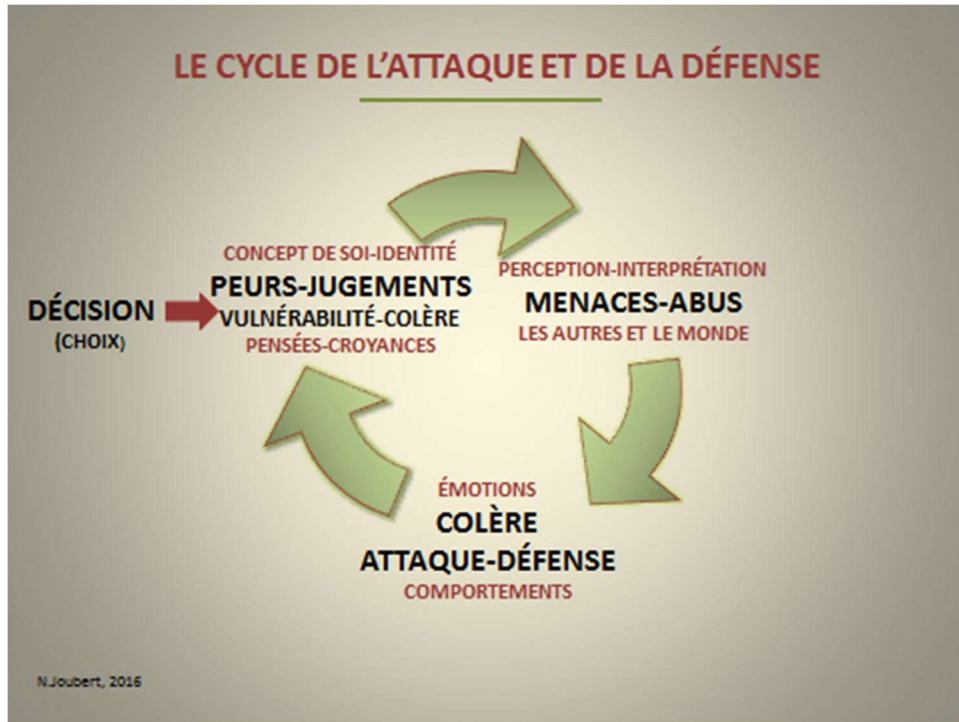 LE CYCLE DE L'ATTAQUE ET DE LA DÉFENSE
DÉCISION
(CHOIX)
CONCEPT DE SOI-IDENTITÉ
PEURS-JUGEMENTS
VULNÉRABILITÉ-COLÈRE
PENSÉES-CROYANCES
PERCEPTION-INTERPRÉTATION
MENACES-ABUS
LES AUTRES ET LE MONDE
ÉMOTIONS
COLÈRE
ATTAQUE-DÉFENSE
COMPORTEMENTS
N.Joubert, 2016